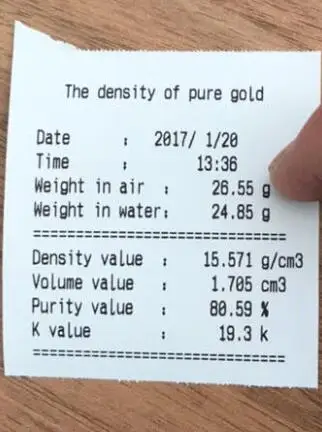 The density of pure gold
Date : 2017/ 1/20
Time : 13:36
Weight in air : 26.55 g
Weight in water: 24.85 g
==============================
Density value : 15.571 g/cm3
Volume value : 1.705 cm3
Purity value : 80.59 %
K value : 19.3 k
==============================